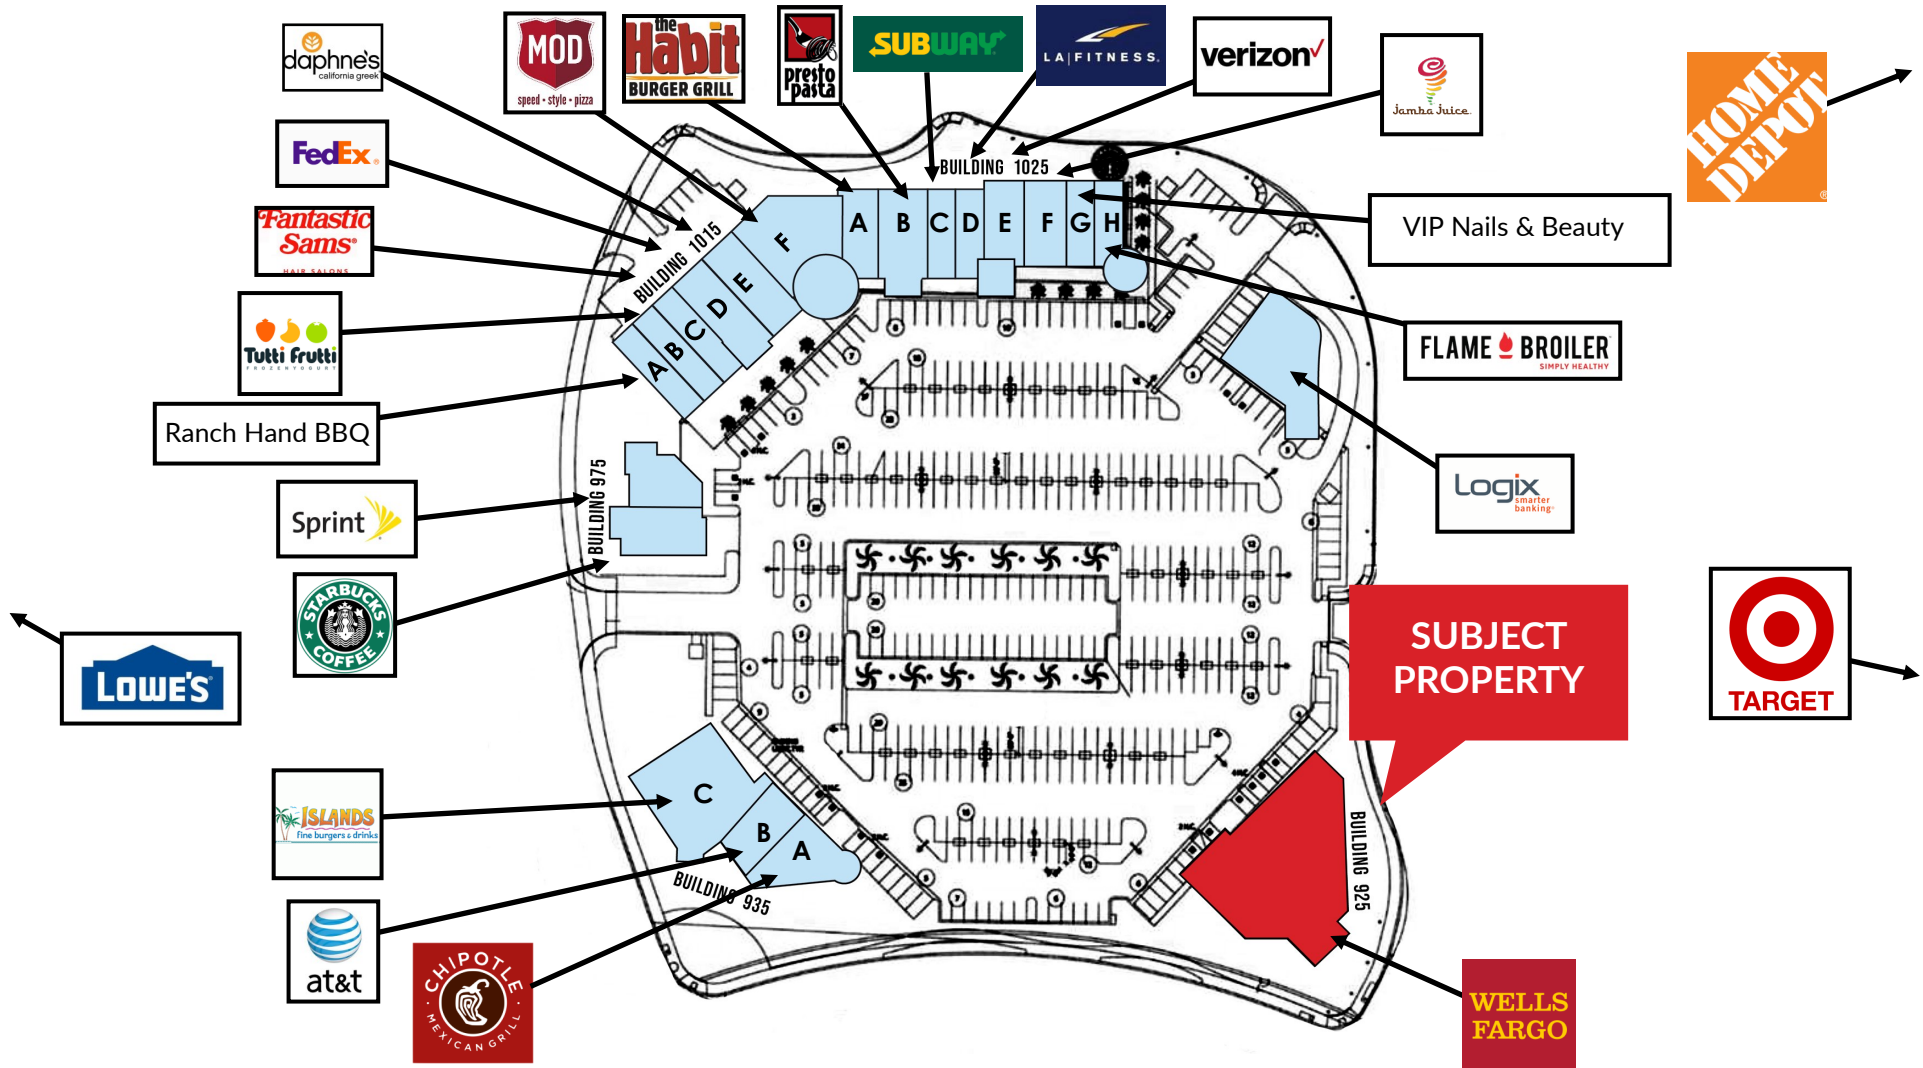 daphne's
california greek
MOD
speed • style • pizza
the
Habit
BURGER GRILL
presto
pasta
SUBWAY
LA|FITNESS.
verizon
Jamba Juice.
HOME
DEPOT
FedEx
Fantastic
Sams
HAIR SALONS
Tutti Frutti
FROZEN YOGURT
Ranch Hand BBQ
Sprint
STARBUCKS
COFFEE
LOWE'S
ISLANDS
fine burgers & drinks
at&t
CHIPOTLE
MEXICAN GRILL
BUILDING 1025
A B C D E F G H
BUILDING 1015
A B C D E F
VIP Nails & Beauty
FLAME BROILER
SIMPLY HEALTHY
Logix
smarter
banking
BUILDING 975
SUBJECT
PROPERTY
TARGET
C
B
A
BUILDING 935
BUILDING 925
WELLS
FARGO